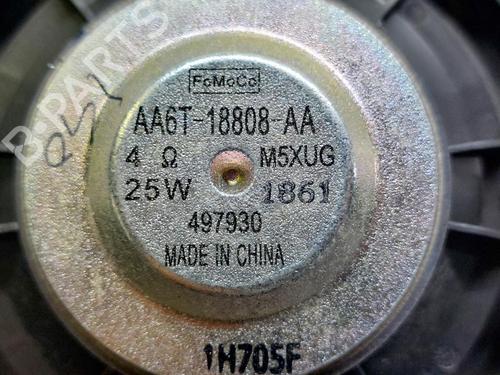 FoMoCo
AA6T-18808-AA
4 Ω M5XUG
25W 1861
497930
MADE IN CHINA
1H705F
B-PARTS